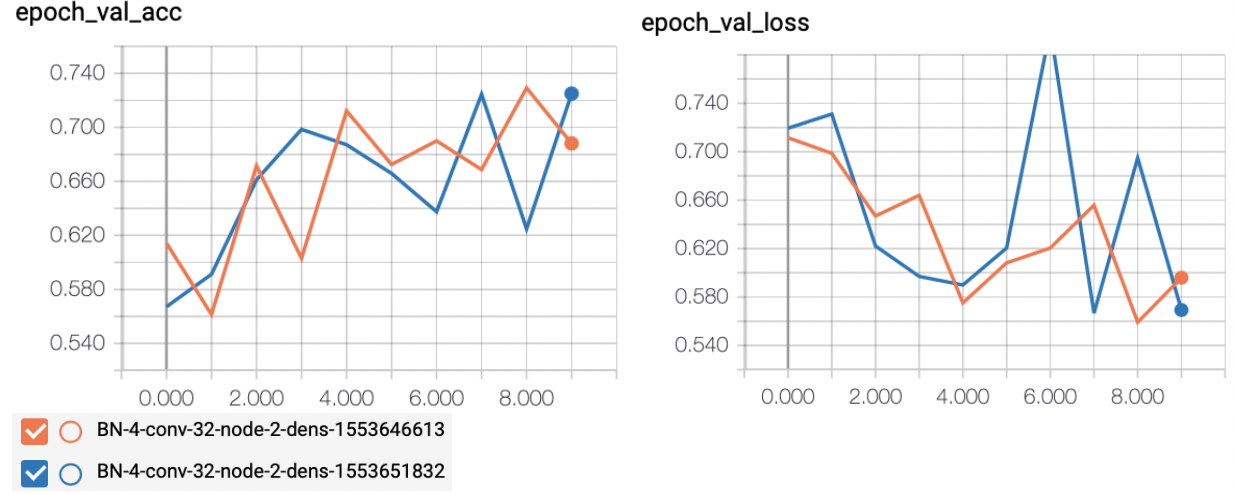 epoch_val_acc
0.740
0.700
0.660
0.620
0.580
0.540
0.000 2.000 4.000 6.000 8.000
BN-4-conv-32-node-2-dens-1553646613
BN-4-conv-32-node-2-dens-1553651832
epoch_val_loss
0.740
0.700
0.660
0.620
0.580
0.540
0.000 2.000 4.000 6.000 8.000